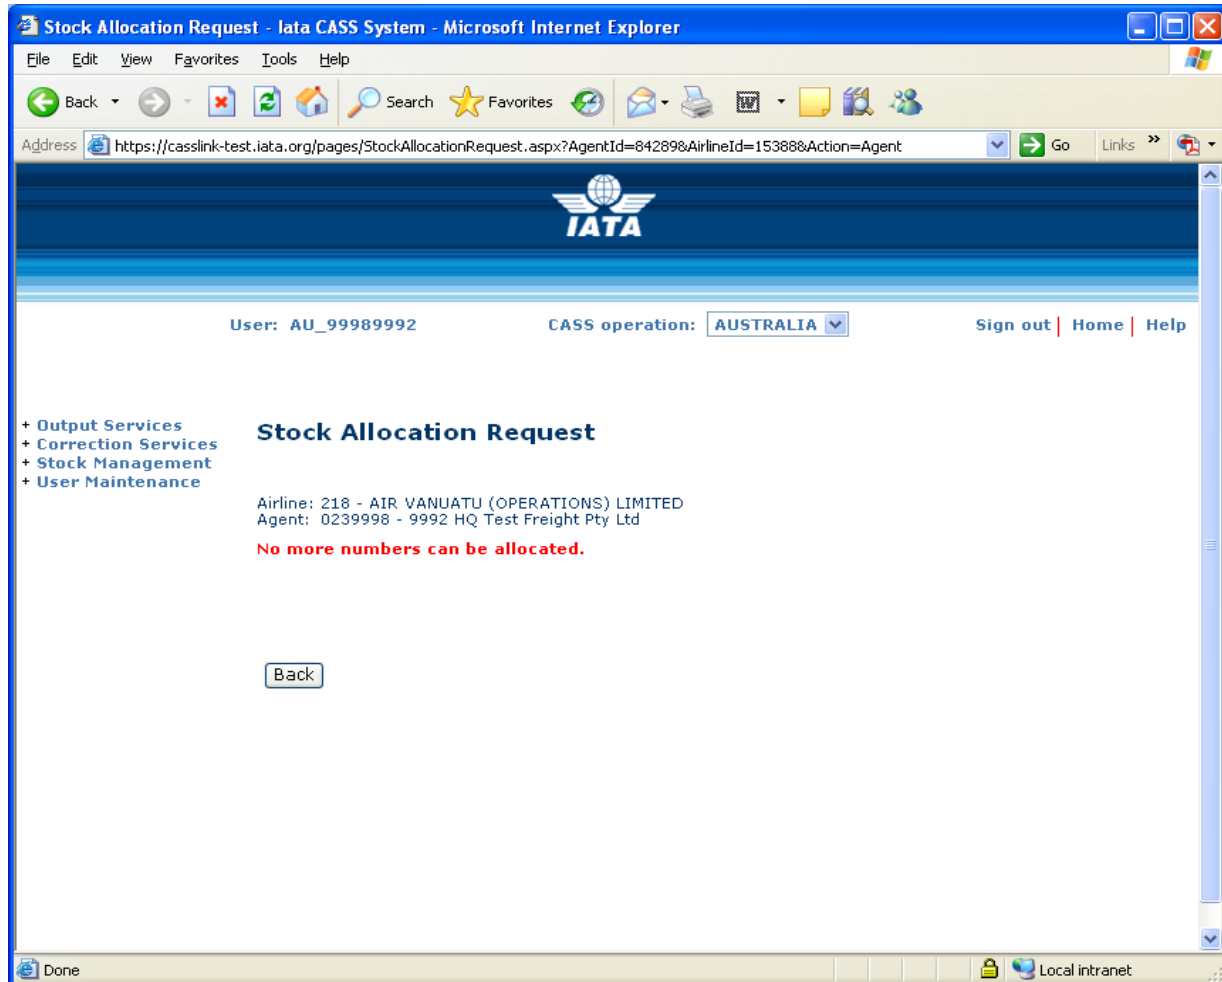 Stock Allocation Request - Iata CASS System - Microsoft Internet Explorer
File Edit View Favorites Tools Help
Back Search Favorites
Address https://casslink-test.iata.org/pages/StockAllocationRequest.aspx?AgentId=84289&AirlineId=15388&Action=Agent Go Links »
IATA
User: AU_99989992 CASS operation: AUSTRALIA Sign out | Home | Help
+ Output Services
+ Correction Services
+ Stock Management
+ User Maintenance
Stock Allocation Request
Airline: 218 - AIR VANUATU (OPERATIONS) LIMITED
Agent: 0239998 - 9992 HQ Test Freight Pty Ltd
No more numbers can be allocated.
Back
Done Local intranet